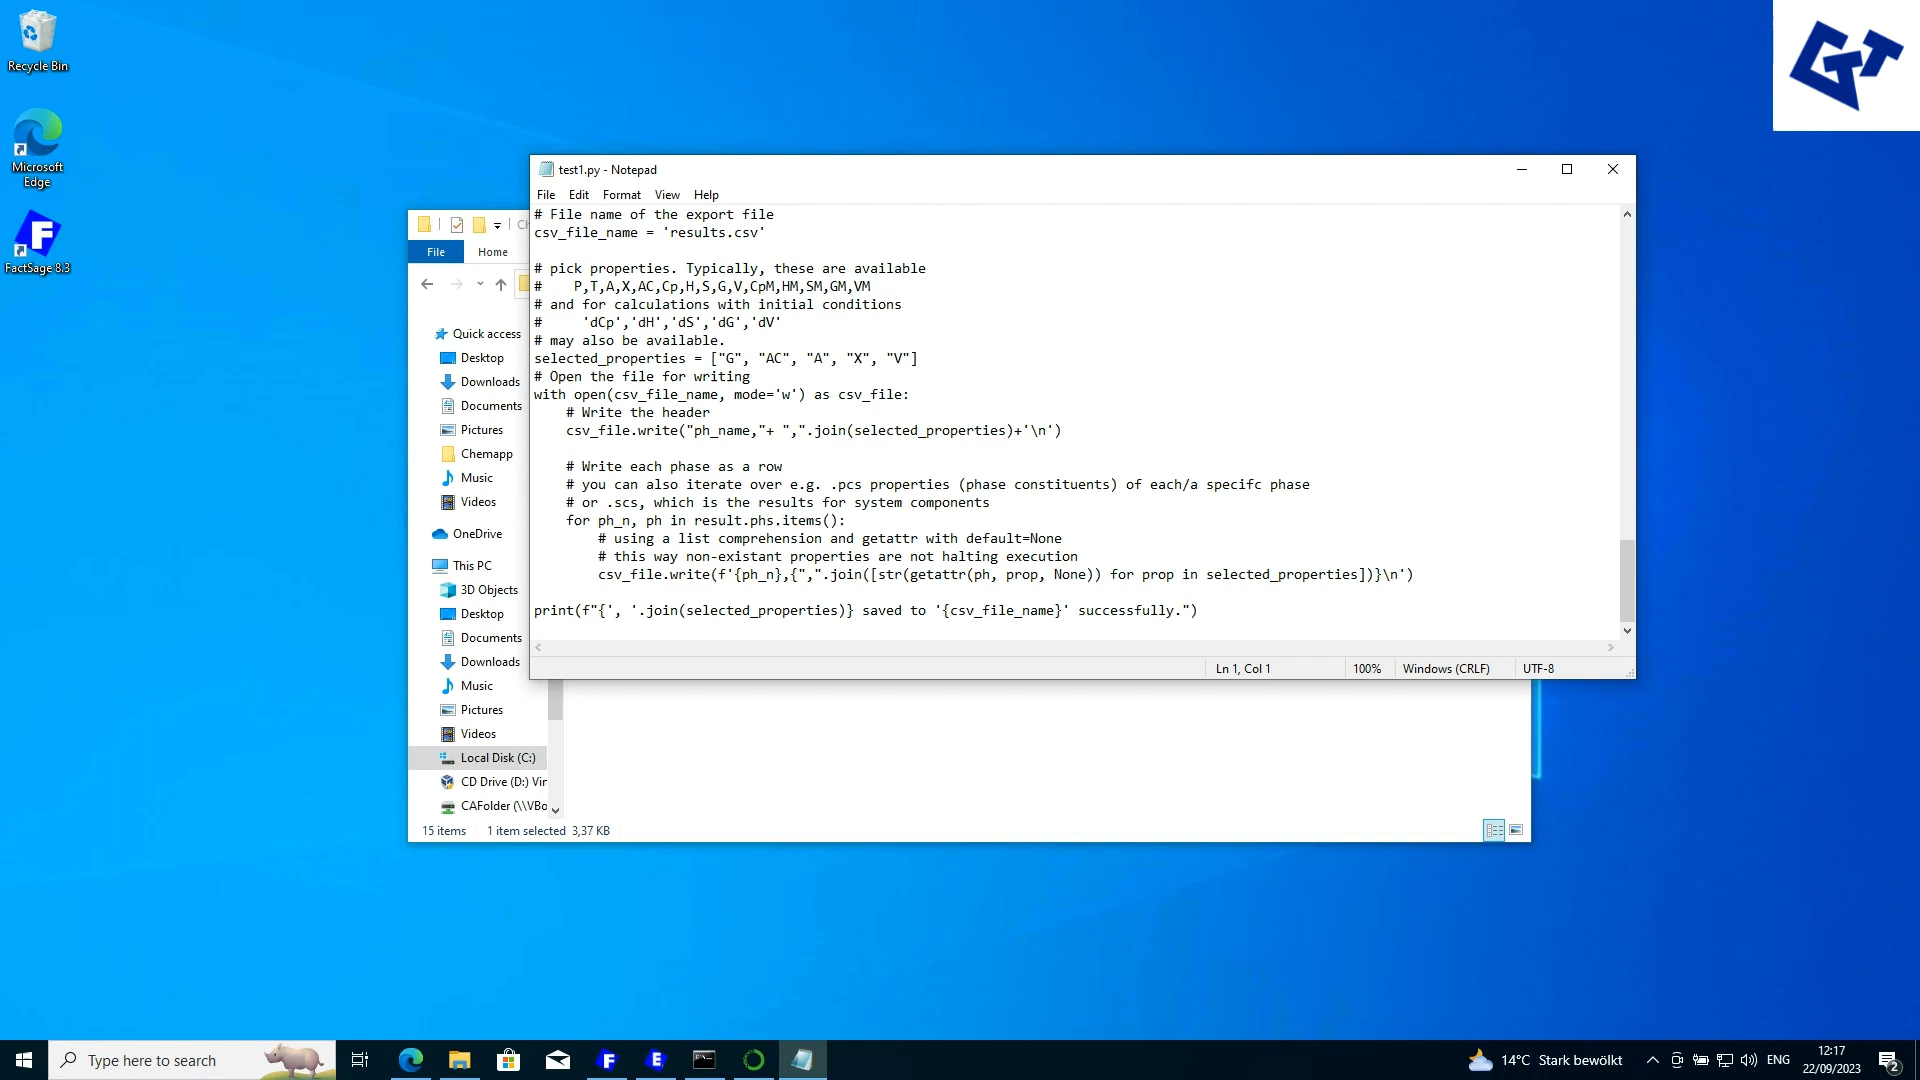 Recycle Bin
Microsoft
Edge
FactSage 8.3
GTT
test1.py - Notepad
File Edit Format View Help
# File name of the export file
csv_file_name = 'results.csv'
# pick properties. Typically, these are available
#    P,T,A,X,AC,Cp,H,S,G,V,CpM,HM,SM,GM,VM
# and for calculations with initial conditions
#     'dCp','dH','dS','dG','dV'
# may also be available.
selected_properties = ["G", "AC", "A", "X", "V"]
# Open the file for writing
with open(csv_file_name, mode='w') as csv_file:
    # Write the header
    csv_file.write("ph_name,"+ ",".join(selected_properties)+'\n')
    # Write each phase as a row
    # you can also iterate over e.g. .pcs properties (phase constituents) of each/a specifc phase
    # or .scs, which is the results for system components
    for ph_n, ph in result.phs.items():
        # using a list comprehension and getattr with default=None
        # this way non-existant properties are not halting execution
        csv_file.write(f'{ph_n},{",".join([str(getattr(ph, prop, None)) for prop in selected_properties])}\n')
print(f"{', '.join(selected_properties)} saved to '{csv_file_name}' successfully.")
Ln 1, Col 1 100% Windows (CRLF) UTF-8
File Home
Quick access
Desktop
Downloads
Documents
Pictures
Chemapp
Music
Videos
OneDrive
This PC
3D Objects
Desktop
Documents
Downloads
Music
Pictures
Videos
Local Disk (C:)
CD Drive (D:) Vir
CAFolder (\\VBo
15 items 1 item selected 3,37 KB
Type here to search
14°C Stark bewölkt
ENG
12:17
22/09/2023
2